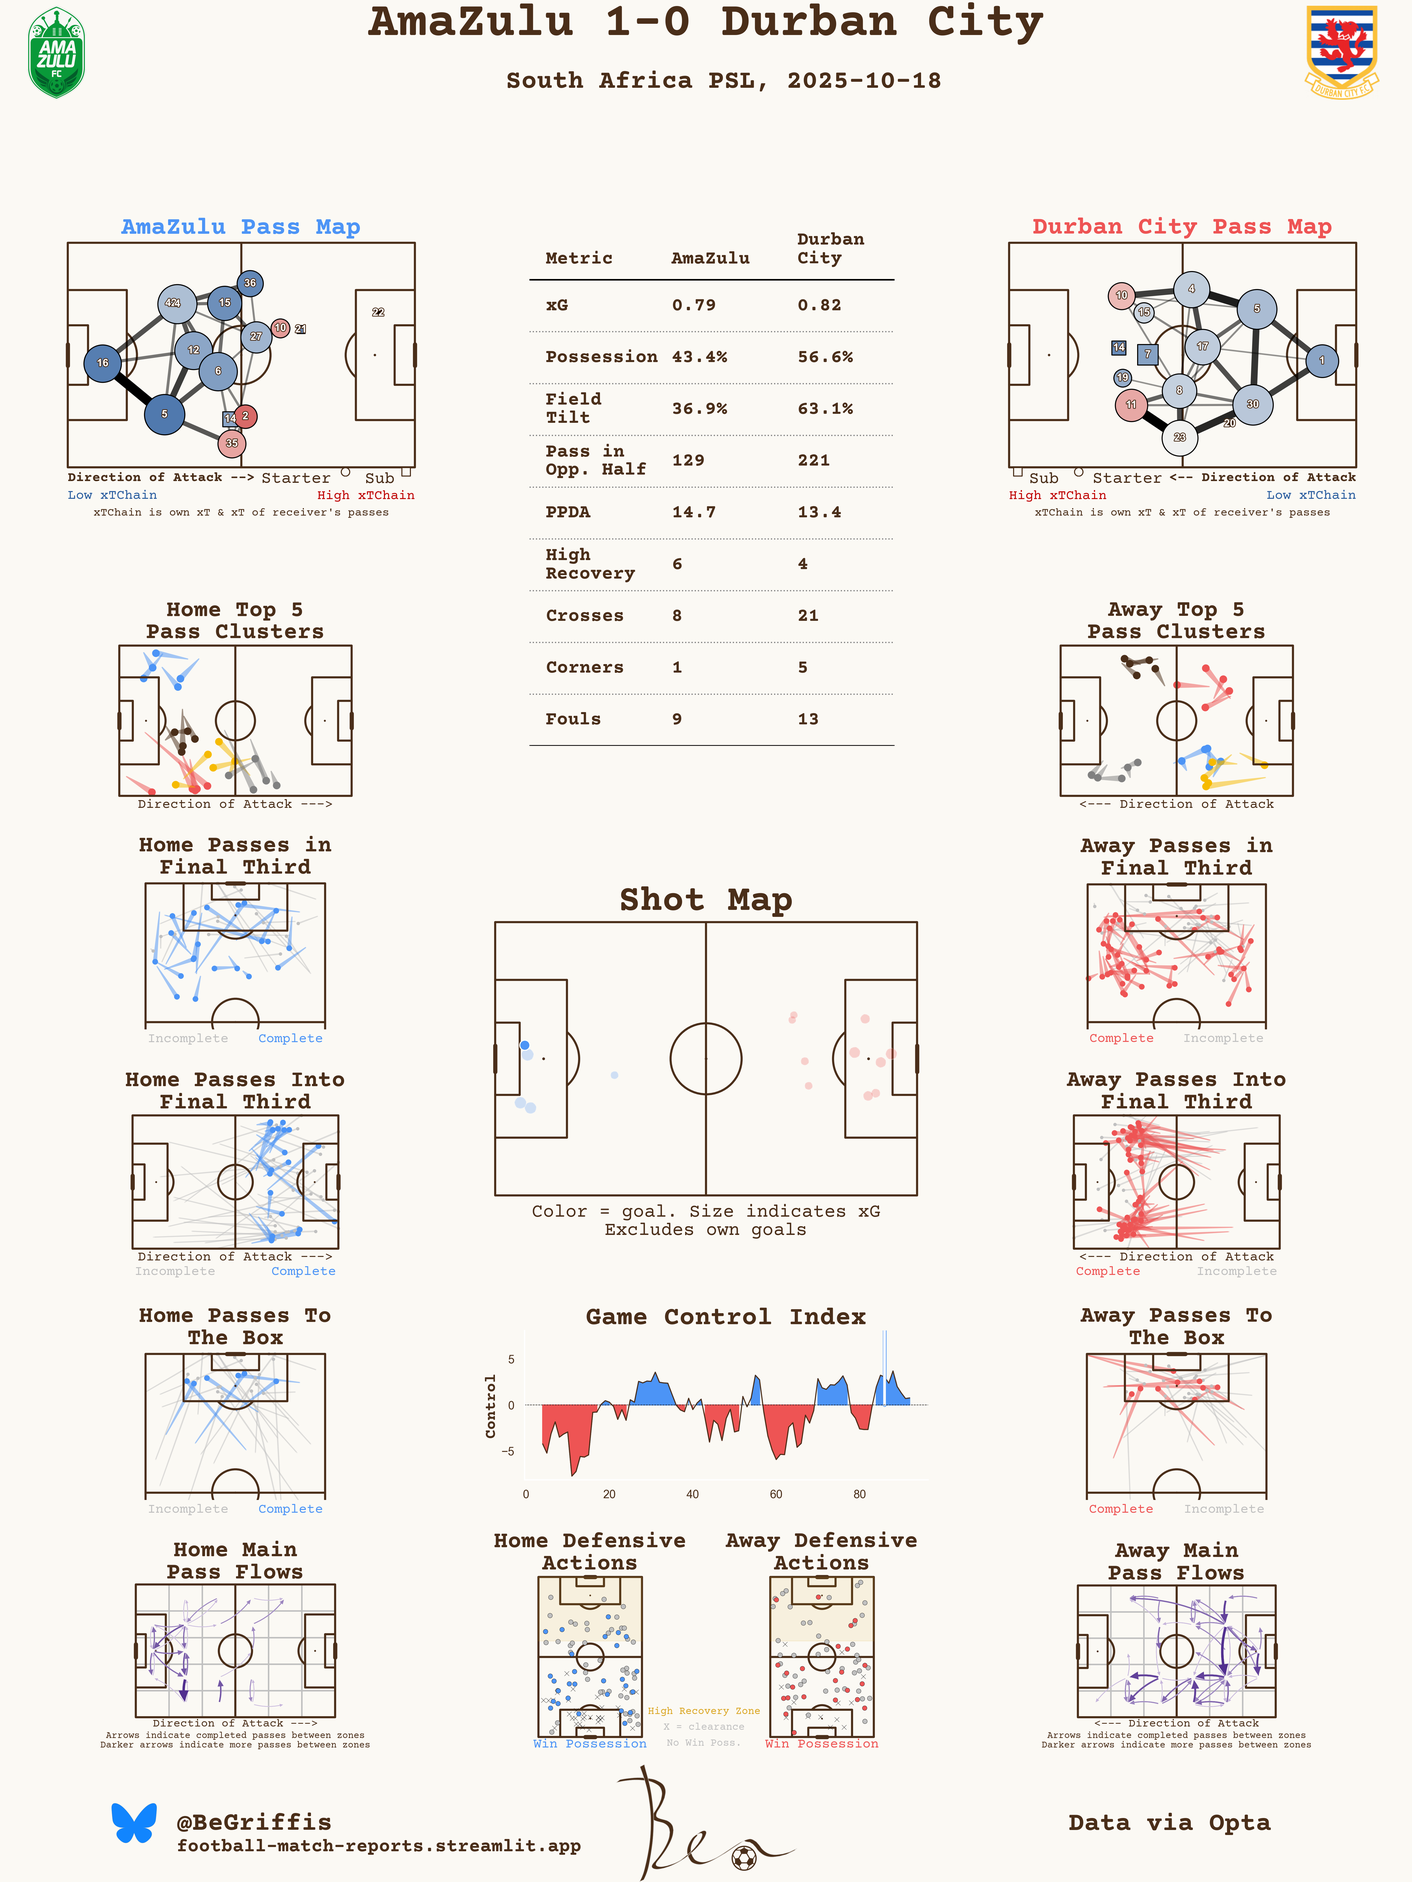 AmaZulu 1-0 Durban City
South Africa PSL, 2025-10-18
AMA
ZULU
FC
DURBAN CITY F.C
AmaZulu Pass Map
36
424
15
22
10
21
27
12
16
6
5
14
2
35
Direction of Attack --> Starter Sub
Low xTChain High xTChain
xTChain is own xT & xT of receiver's passes
Metric AmaZulu Durban City
xG 0.79 0.82
Possession 43.4% 56.6%
Field Tilt 36.9% 63.1%
Pass in Opp. Half 129 221
PPDA 14.7 13.4
High Recovery 6 4
Crosses 8 21
Corners 1 5
Fouls 9 13
Durban City Pass Map
4
10
5
15
14
7
17
1
19
8
11
30
20
23
Sub Starter <-- Direction of Attack
High xTChain Low xTChain
xTChain is own xT & xT of receiver's passes
Home Top 5
Pass Clusters
Direction of Attack --->
Away Top 5
Pass Clusters
<--- Direction of Attack
Home Passes in
Final Third
Incomplete Complete
Away Passes in
Final Third
Complete Incomplete
Shot Map
Color = goal. Size indicates xG
Excludes own goals
Home Passes Into
Final Third
Direction of Attack --->
Incomplete Complete
Away Passes Into
Final Third
<--- Direction of Attack
Complete Incomplete
Home Passes To
The Box
Incomplete Complete
Game Control Index
Control
5
0
−5
0 20 40 60 80
Away Passes To
The Box
Complete Incomplete
Home Main
Pass Flows
Direction of Attack --->
Arrows indicate completed passes between zones
Darker arrows indicate more passes between zones
Home Defensive
Actions
Win Possession
High Recovery Zone
X = clearance
No Win Poss.
Away Defensive
Actions
Win Possession
Away Main
Pass Flows
<--- Direction of Attack
Arrows indicate completed passes between zones
Darker arrows indicate more passes between zones
@BeGriffis
football-match-reports.streamlit.app
Ben
Data via Opta